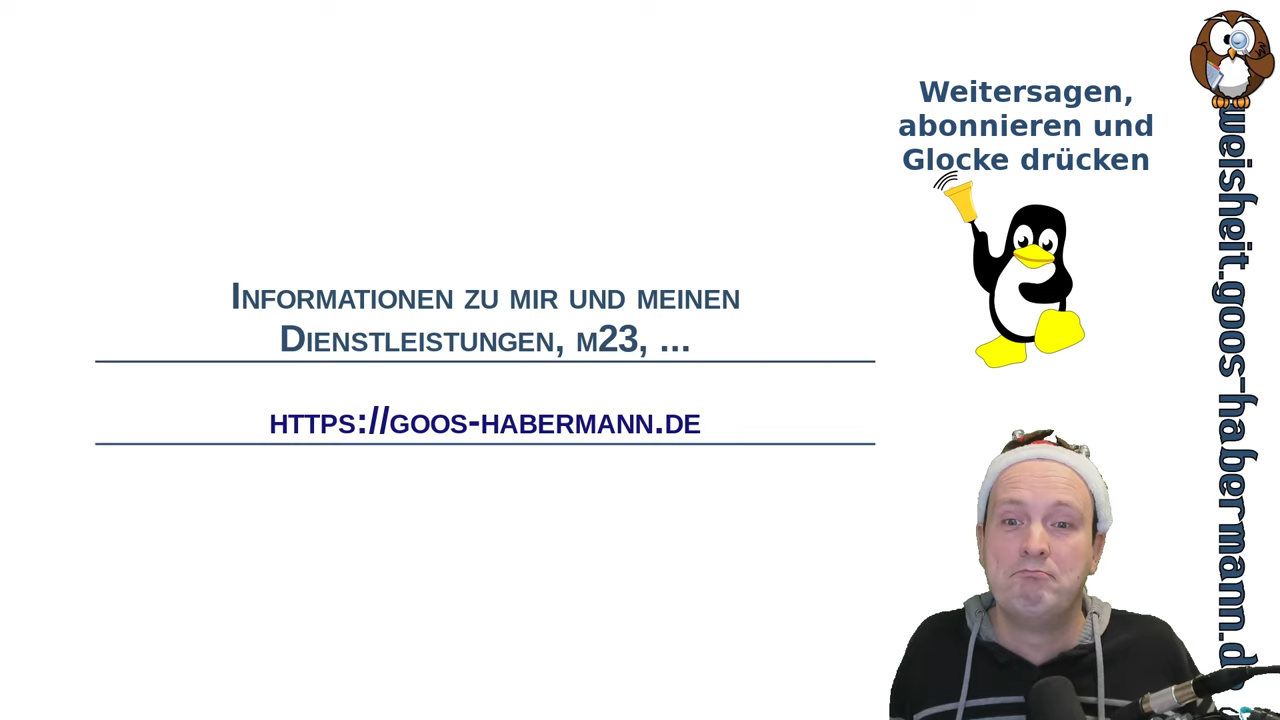 Weitersagen,
abonnieren und
Glocke drücken
Informationen zu mir und meinen
Dienstleistungen, m23, ...
https://goos-habermann.de
weisheit.goos-habermann.d